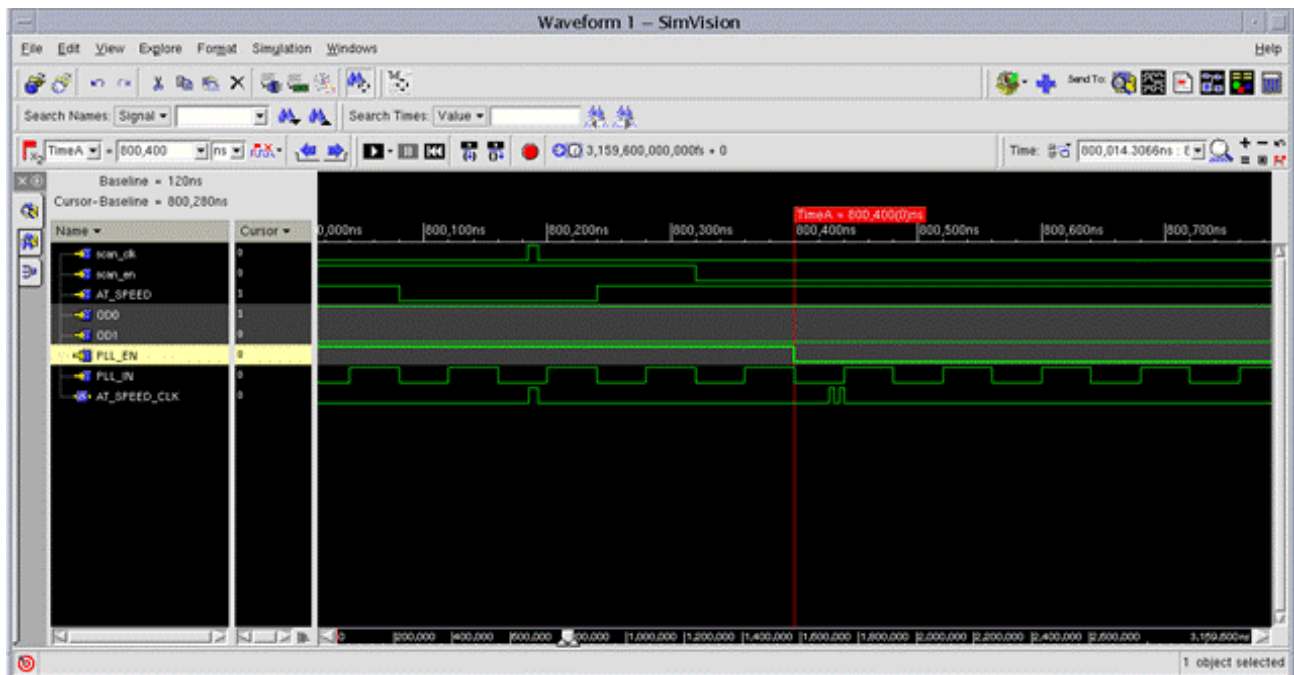 Waveform 1 – SimVision
File Edit View Explore Format Simulation Windows Help
Send To:
Search Names: Signal Search Times: Value
TimeA = 800,400 ns 3,159,600,000,000fs + 0 Time: 800,014.3066ns :
Baseline = 120ns
Cursor-Baseline = 800,280ns
TimeA = 800,400(0)ns
Name Cursor 0,000ns 800,100ns 800,200ns 800,300ns 800,400ns 800,500ns 800,600ns 800,700ns
scan_clk 0
scan_en 0
AT_SPEED 1
OD0 1
OD1 0
PLL_EN 0
PLL_IN 0
AT_SPEED_CLK 0
0 200,000 400,000 600,000 1,000,000 1,200,000 1,400,000 1,600,000 1,800,000 2,000,000 2,200,000 2,400,000 2,600,000 3,159,600ns
1 object selected